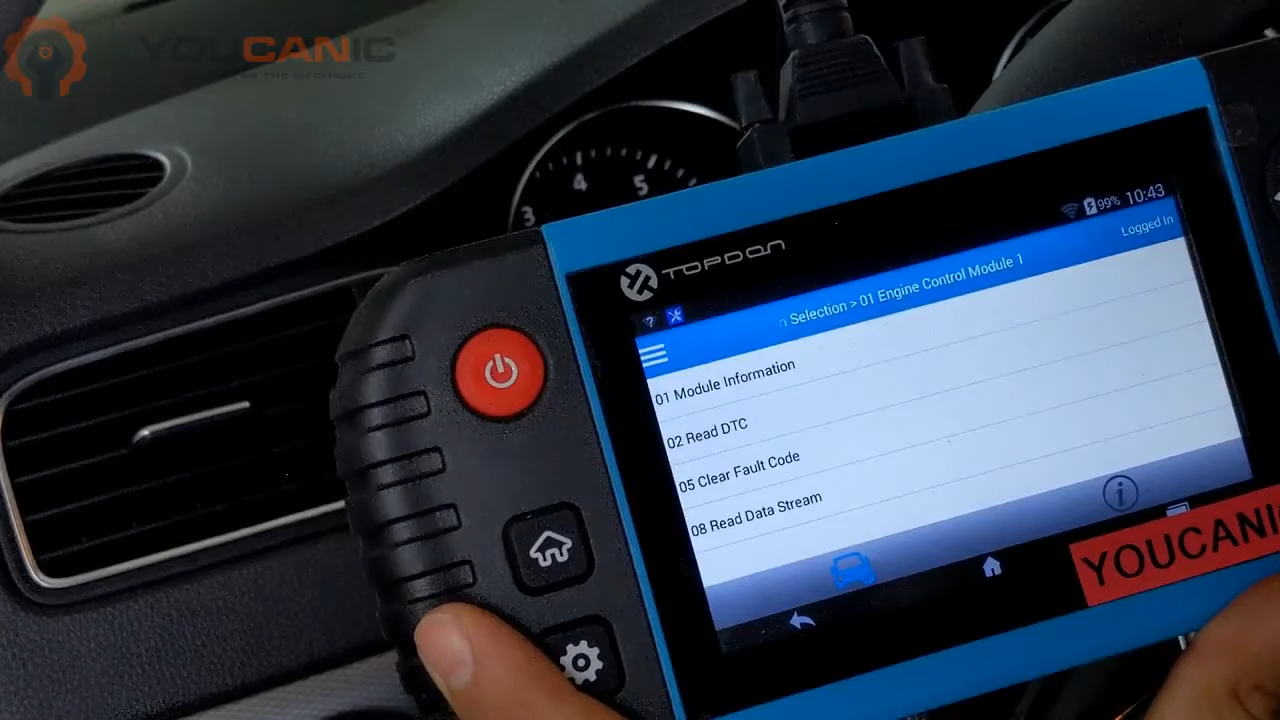 YOUCANIC
3 4 5
TOPDON
99% 10:43
n Selection > 01 Engine Control Module 1
Logged In
01 Module Information
02 Read DTC
05 Clear Fault Code
08 Read Data Stream
YOUCANI